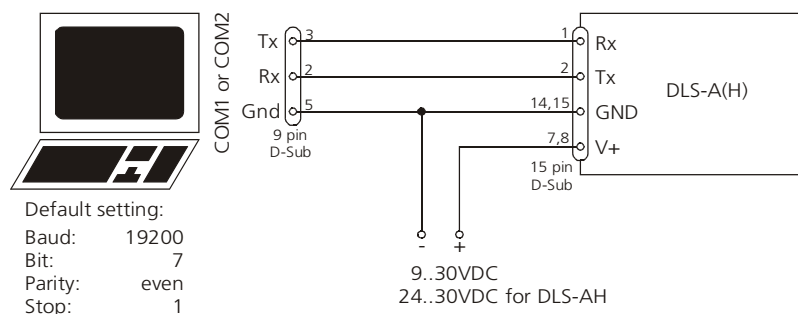 COM1 or COM2
Tx 3
Rx 2
Gnd 5
9 pin
D-Sub
1 Rx
2 Tx
14,15 GND
7,8 V+
15 pin
D-Sub
DLS-A(H)
- +
9..30VDC
24..30VDC for DLS-AH
Default setting:
Baud: 19200
Bit: 7
Parity: even
Stop: 1